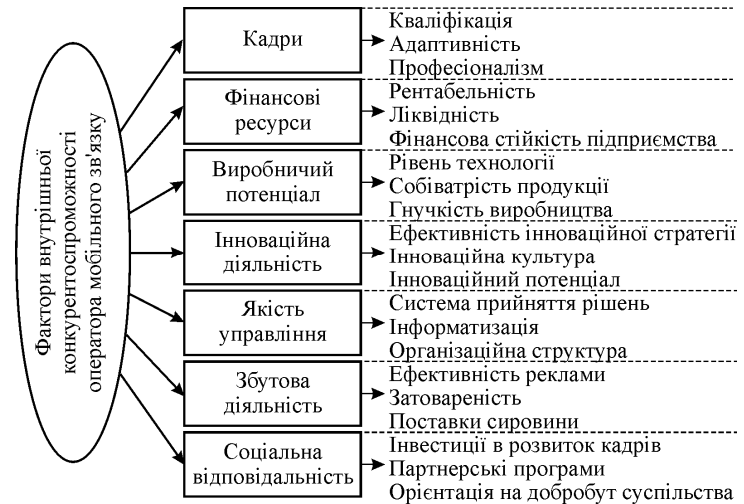 Фактори внутрішньої
конкурентоспроможності
оператора мобільного зв'язку
Кадри
Кваліфікація
Адаптивність
Професіоналізм
Фінансові
ресурси
Рентабельність
Ліквідність
Фінансова стійкість підприємства
Виробничий
потенціал
Рівень технології
Собіватрість продукції
Гнучкість виробництва
Інноваційна
діяльність
Ефективність інноваційної стратегії
Інноваційна культура
Інноваційний потенціал
Якість
управління
Система прийняття рішень
Інформатизація
Організаційна структура
Збутова
діяльність
Ефективність реклами
Затовареність
Поставки сировини
Соціальна
відповідальність
Інвестиції в розвиток кадрів
Партнерські програми
Орієнтація на добробут суспільства